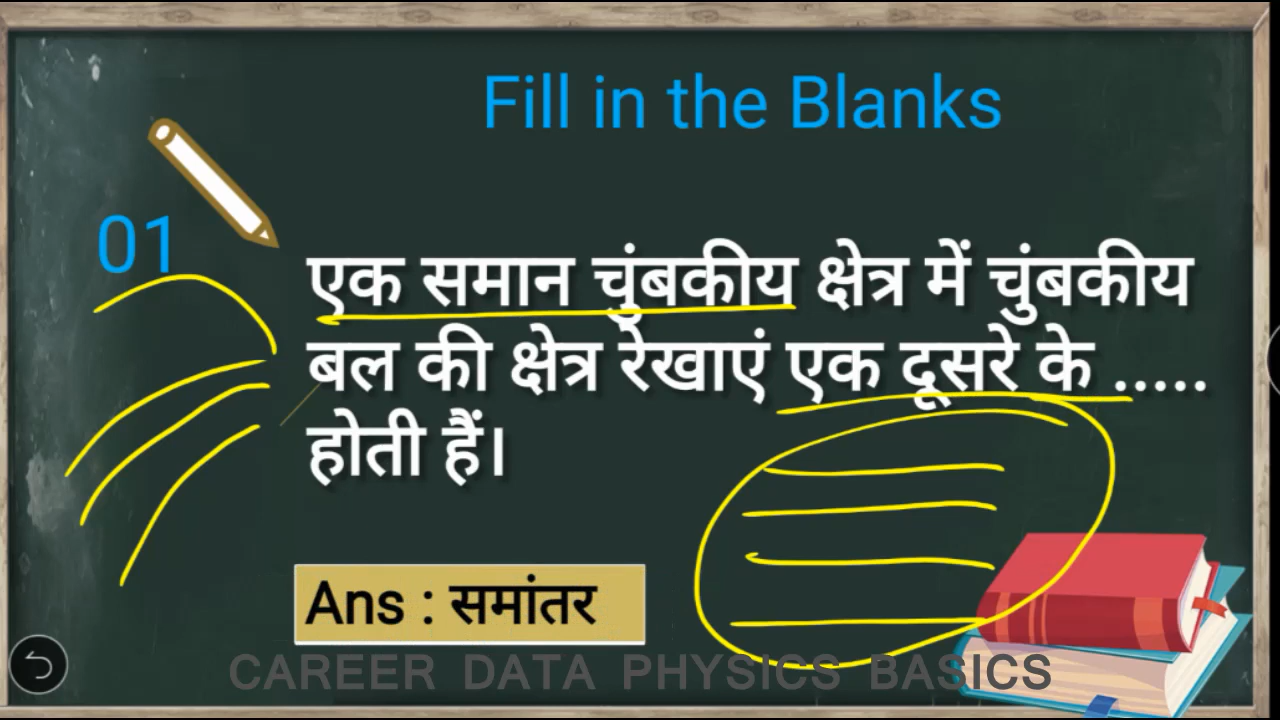 Fill in the Blanks
01
एक समान चुंबकीय क्षेत्र में चुंबकीय
बल की क्षेत्र रेखाएं एक दूसरे के .....
होती हैं।
Ans : समांतर
CAREER DATA PHYSICS BASICS